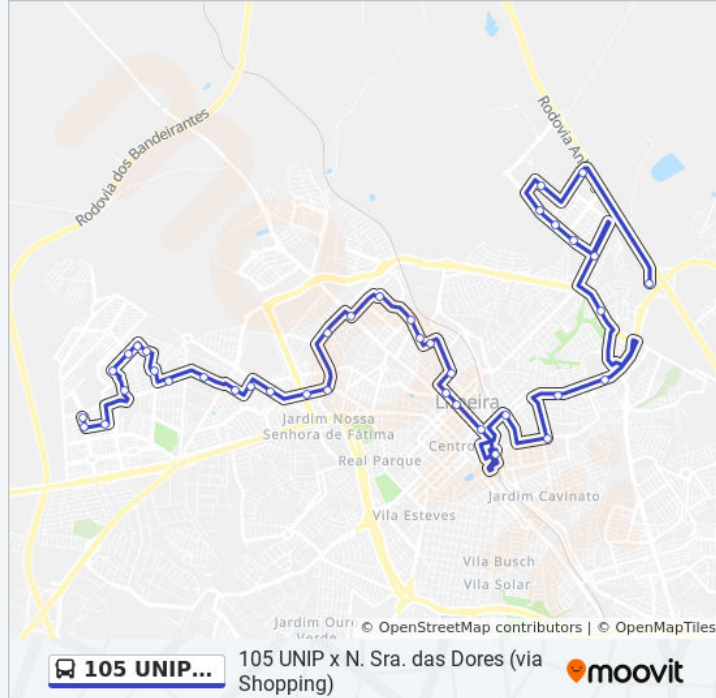 Rodovia dos Bandeirantes
Rodovia An
Limeira
Jardim Nossa
Senhora de Fátima
Centro
Real Parque
Jardim Cavinato
Vila Esteves
Vila Busch
Vila Solar
Jardim Ouro
Verde
© OpenStreetMap contributors | © OpenMapTiles
105 UNIP...
105 UNIP x N. Sra. das Dores (via
Shopping)
moovit